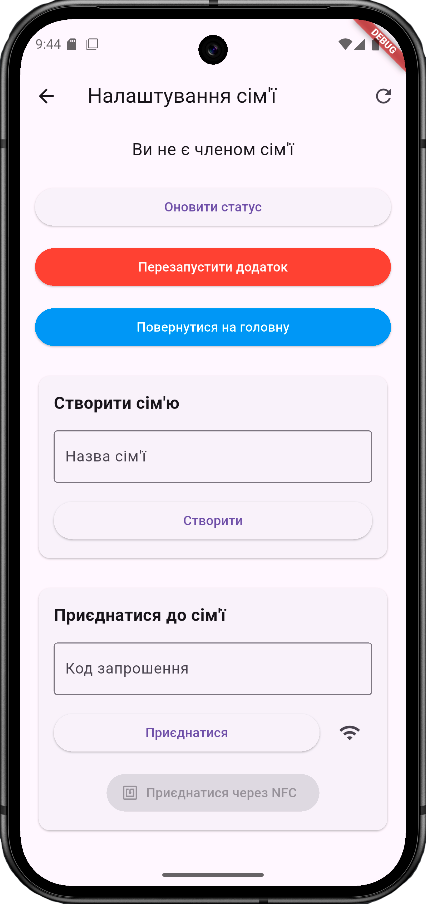 9:44
DEBUG
Налаштування сім'ї
Ви не є членом сім'ї
Оновити статус
Перезапустити додаток
Повернутися на головну
Створити сім'ю
Назва сім'ї
Створити
Приєднатися до сім'ї
Код запрошення
Приєднатися
Приєднатися через NFC